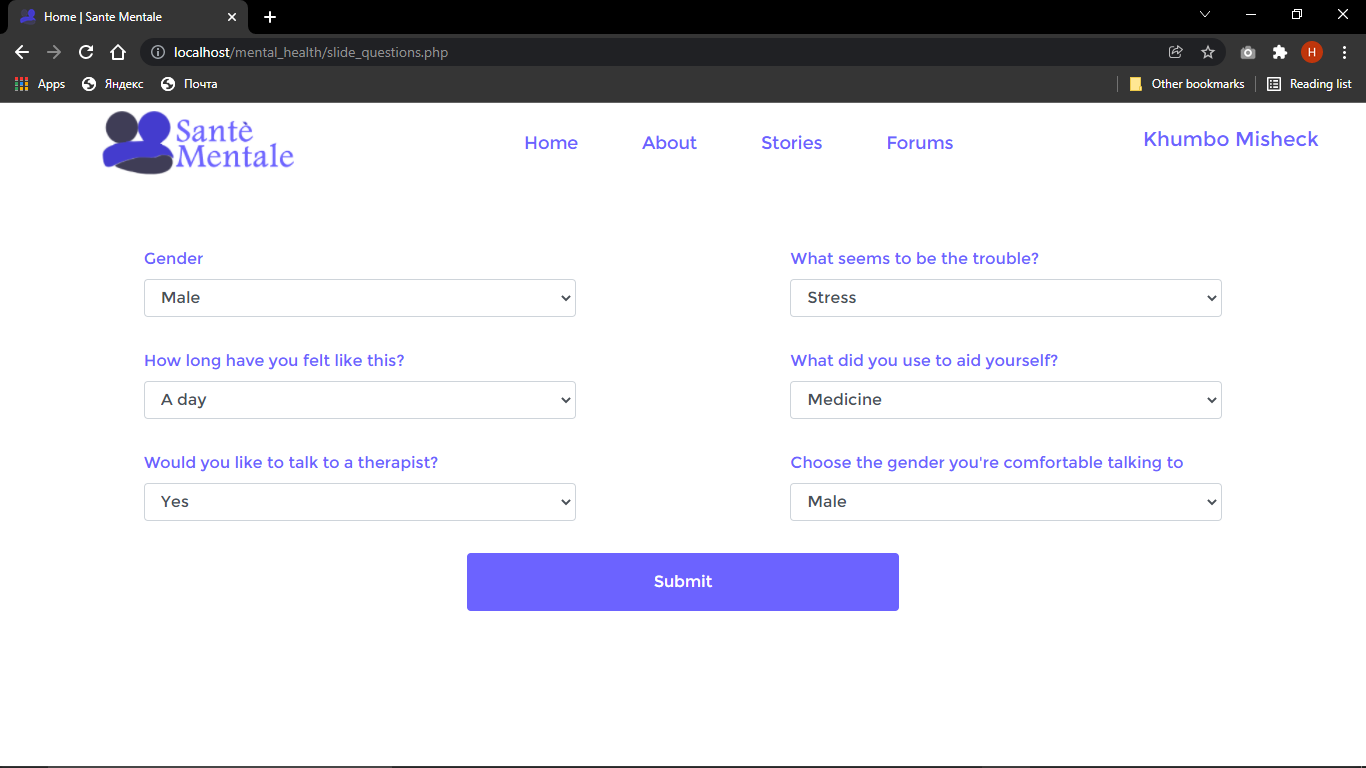 Home | Sante Mentale
localhost/mental_health/slide_questions.php
H
Apps Яндекс Почта Other bookmarks Reading list
Santè
Mentale
Home About Stories Forums Khumbo Misheck
Gender What seems to be the trouble?
Male Stress
How long have you felt like this? What did you use to aid yourself?
A day Medicine
Would you like to talk to a therapist? Choose the gender you're comfortable talking to
Yes Male
Submit